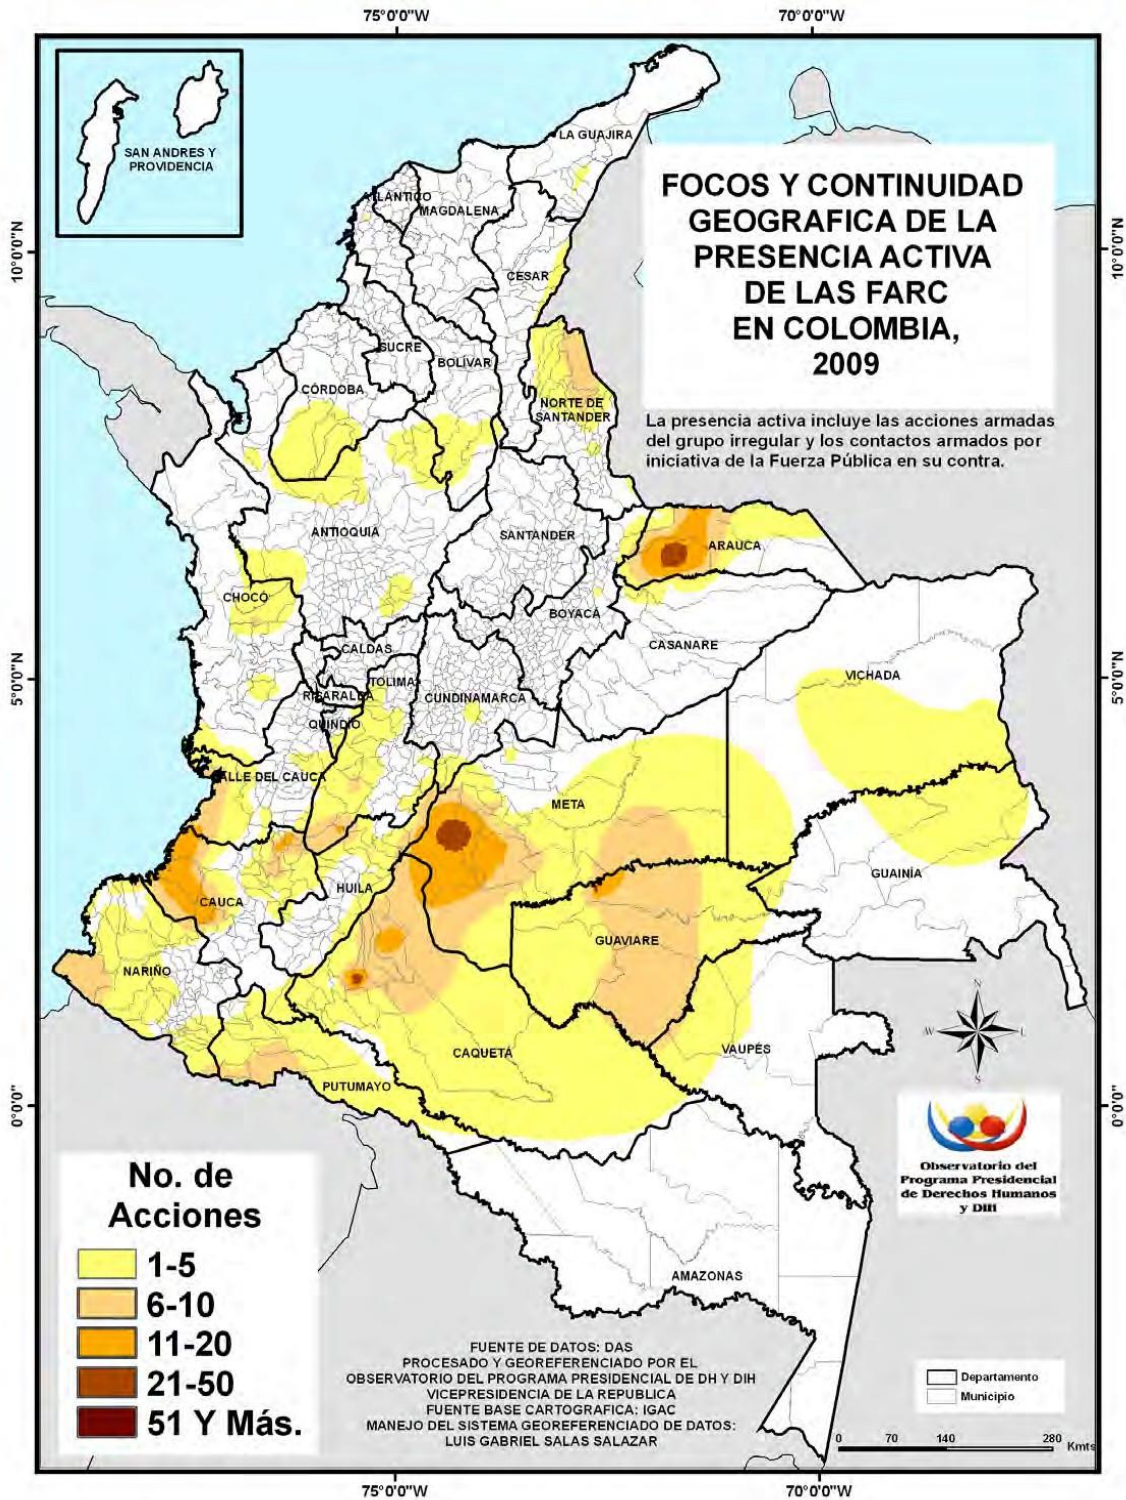 75°0'0"W
70°0'0"W
10°0'0"N
10°0'0"N
5°0'0"N
5°0'0"N
0°0'0"
0°0'0"
75°0'0"W
70°0'0"W
SAN ANDRES Y
PROVIDENCIA
FOCOS Y CONTINUIDAD
GEOGRAFICA DE LA
PRESENCIA ACTIVA
DE LAS FARC
EN COLOMBIA,
2009
La presencia activa incluye las acciones armadas
del grupo irregular y los contactos armados por
iniciativa de la Fuerza Pública en su contra.
LA GUAJIRA
ATLÁNTICO
MAGDALENA
CESAR
SUCRE
BOLÍVAR
CÓRDOBA
NORTE DE
SANTANDER
ANTIOQUIA
SANTANDER
ARAUCA
CHOCÓ
BOYACÁ
CALDAS
CASANARE
VICHADA
RISARALDA
TOLIMA
CUNDINAMARCA
QUINDÍO
VALLE DEL CAUCA
META
HUILA
CAUCA
GUAINÍA
GUAVIARE
NARIÑO
CAQUETÁ
VAUPÉS
PUTUMAYO
AMAZONAS
N
W
L
S
Observatorio del
Programa Presidencial
de Derechos Humanos
y DIH
No. de
Acciones
1-5
6-10
11-20
21-50
51 Y Más.
FUENTE DE DATOS: DAS
PROCESADO Y GEOREFERENCIADO POR EL
OBSERVATORIO DEL PROGRAMA PRESIDENCIAL DE DH Y DIH
VICEPRESIDENCIA DE LA REPUBLICA
FUENTE BASE CARTOGRAFICA: IGAC
MANEJO DEL SISTEMA GEOREFERENCIADO DE DATOS:
LUIS GABRIEL SALAS SALAZAR
Departamento
Municipio
0 70 140 280
Kmts